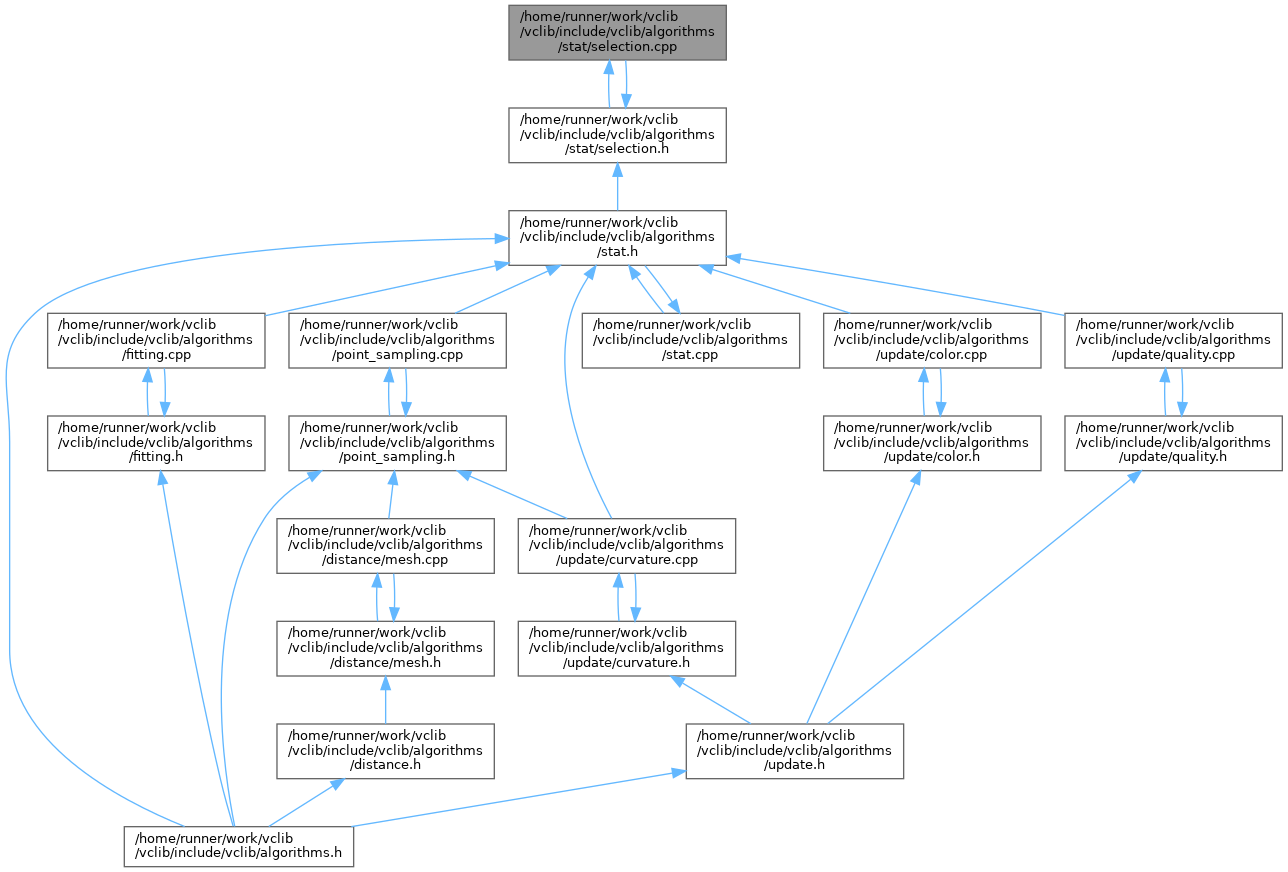 /home/runner/work/vclib
/vclib/include/vclib/algorithms
/stat/selection.cpp
/home/runner/work/vclib
/vclib/include/vclib/algorithms
/stat/selection.h
/home/runner/work/vclib
/vclib/include/vclib/algorithms
/stat.h
/home/runner/work/vclib
/vclib/include/vclib/algorithms
/fitting.cpp
/home/runner/work/vclib
/vclib/include/vclib/algorithms
/point_sampling.cpp
/home/runner/work/vclib
/vclib/include/vclib/algorithms
/stat.cpp
/home/runner/work/vclib
/vclib/include/vclib/algorithms
/update/color.cpp
/home/runner/work/vclib
/vclib/include/vclib/algorithms
/update/quality.cpp
/home/runner/work/vclib
/vclib/include/vclib/algorithms
/fitting.h
/home/runner/work/vclib
/vclib/include/vclib/algorithms
/point_sampling.h
/home/runner/work/vclib
/vclib/include/vclib/algorithms
/update/color.h
/home/runner/work/vclib
/vclib/include/vclib/algorithms
/update/quality.h
/home/runner/work/vclib
/vclib/include/vclib/algorithms
/distance/mesh.cpp
/home/runner/work/vclib
/vclib/include/vclib/algorithms
/update/curvature.cpp
/home/runner/work/vclib
/vclib/include/vclib/algorithms
/distance/mesh.h
/home/runner/work/vclib
/vclib/include/vclib/algorithms
/update/curvature.h
/home/runner/work/vclib
/vclib/include/vclib/algorithms
/distance.h
/home/runner/work/vclib
/vclib/include/vclib/algorithms
/update.h
/home/runner/work/vclib
/vclib/include/vclib/algorithms.h